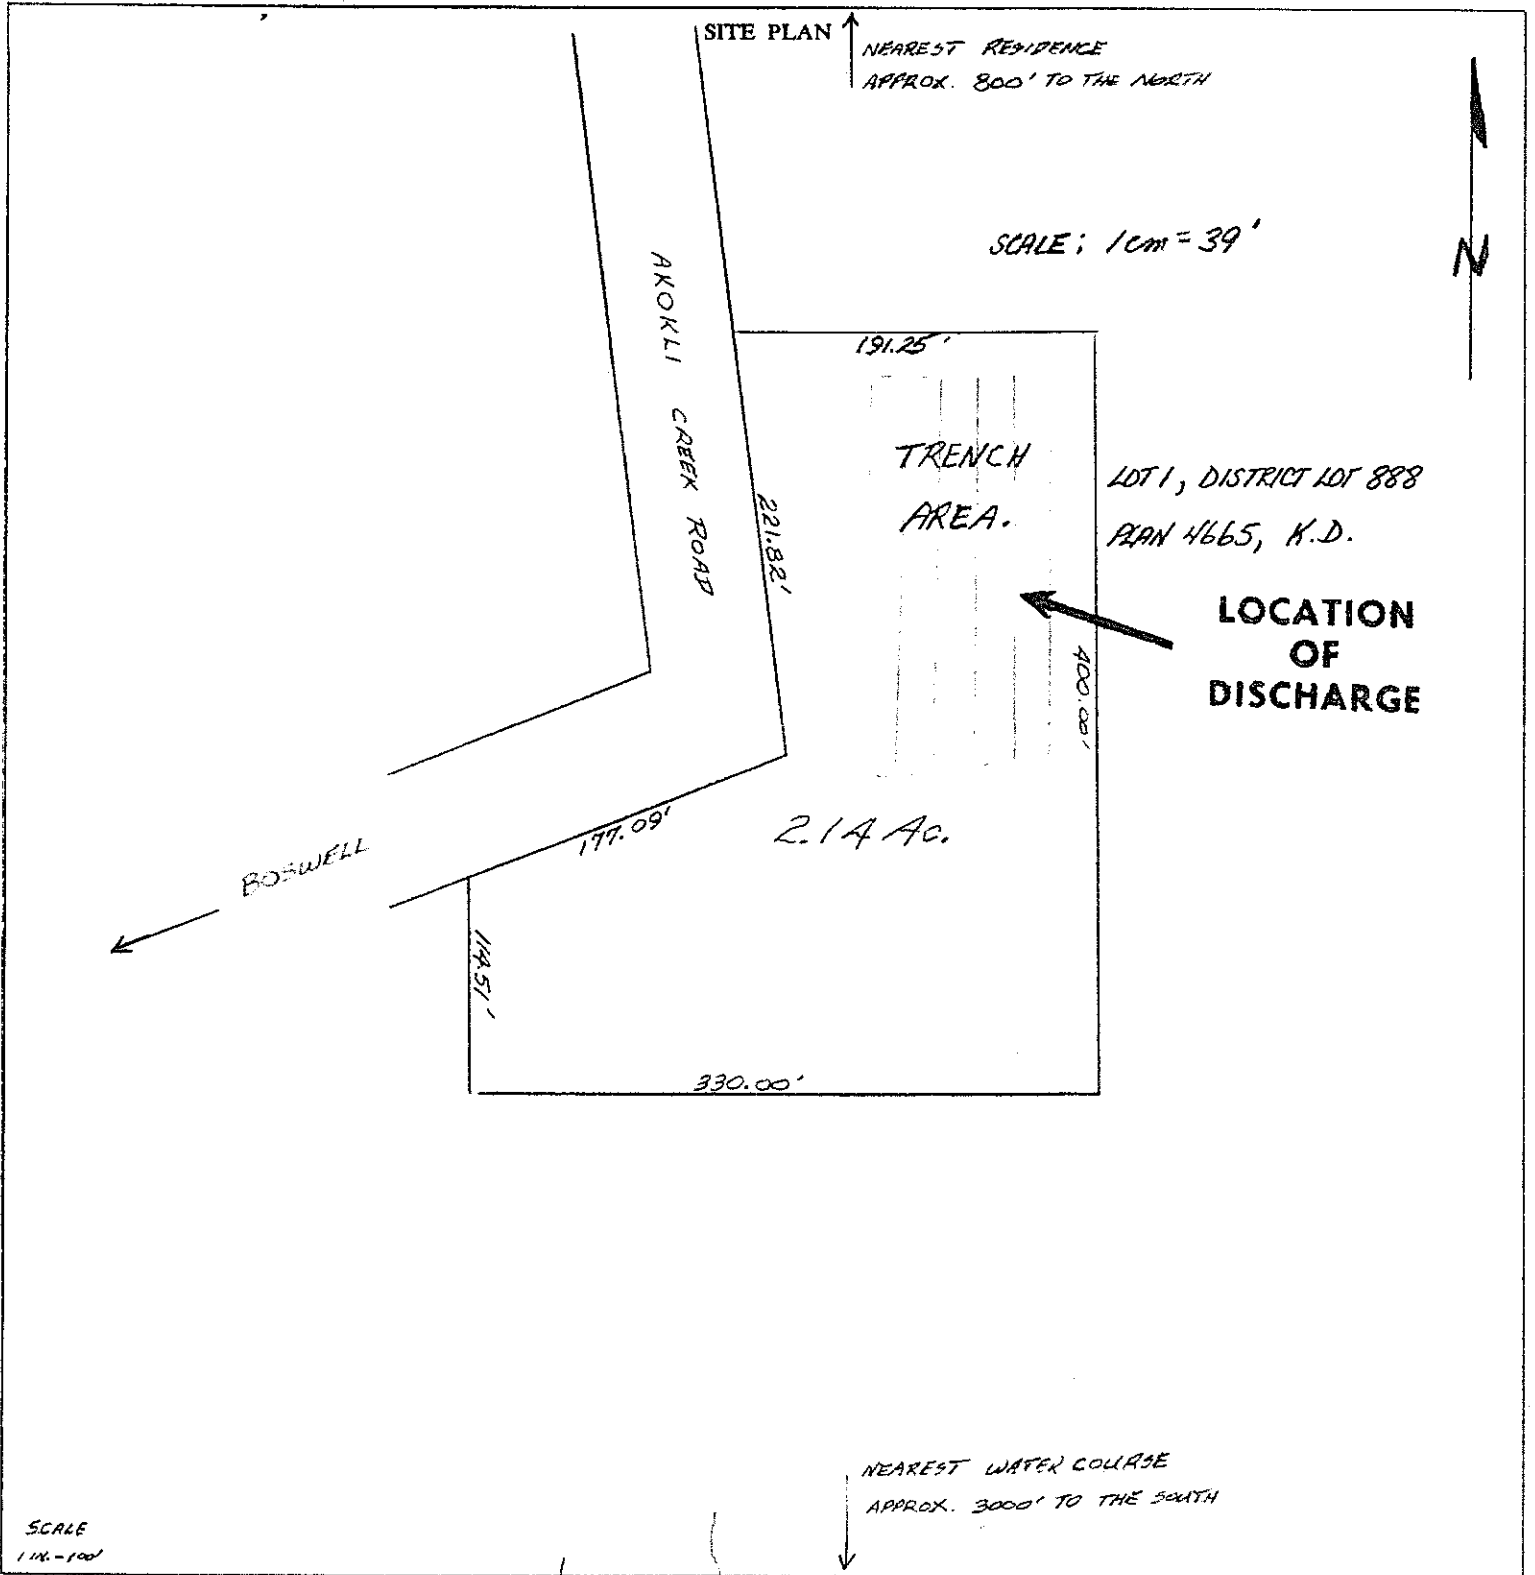 SITE PLAN
NEAREST RESIDENCE
APPROX. 800' TO THE NORTH
SCALE: 1cm = 39'
N
AKOKLI CREEK ROAD
191.25'
221.82'
TRENCH
AREA.
LOT 1, DISTRICT LOT 888
PLAN 4665, K.D.
LOCATION
OF
DISCHARGE
400.00'
177.09'
2.14 Ac.
BOSWELL
114.51'
330.00'
NEAREST WATER COURSE
APPROX. 3000' TO THE SOUTH
SCALE
1 IN. - 100'